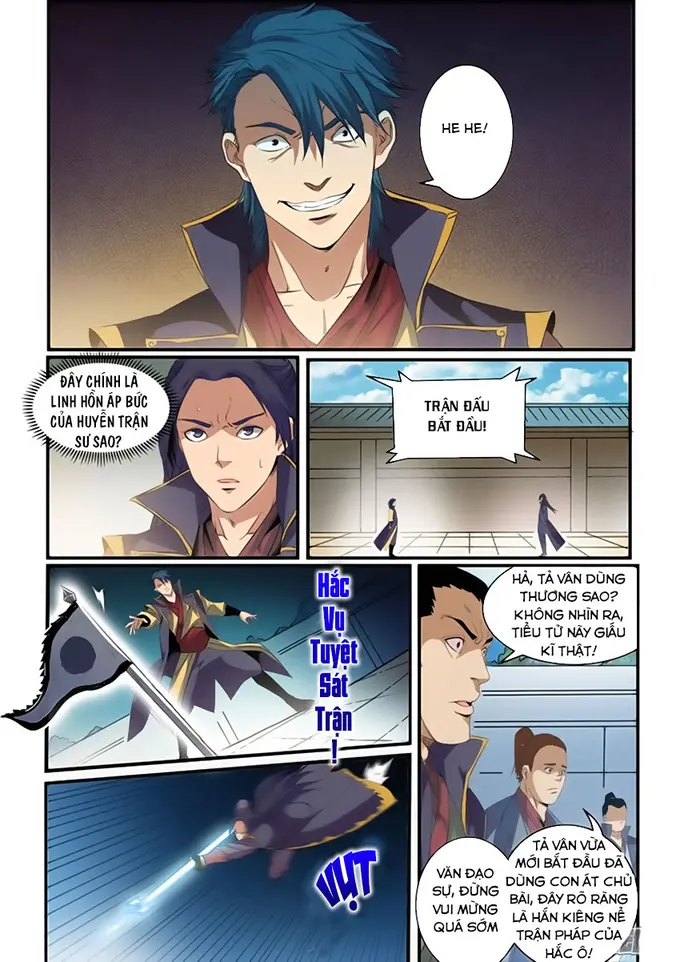 HE HE!
ĐÂY CHÍNH LÀ
LINH HỒN ÁP BỨC
CỦA HUYỄN TRẬN
SƯ SAO?
TRẬN ĐẤU
BẮT ĐẦU!
Hắc
Vụ
Tuyệt
Sát
Trận
!
HẢ, TẢ VÂN DÙNG
THƯƠNG SAO?
KHÔNG NHÌN RA,
TIỂU TỬ NÀY GIẤU
KĨ THẬT!
VỤT
VĂN ĐẠO
SƯ, ĐỪNG
VUI MỪNG
QUÁ SỚM
TẢ VÂN VỪA
MỚI BẮT ĐẦU ĐÃ
DÙNG CON ÁT CHỦ
BÀI, ĐÂY RÕ RÀNG
LÀ HẮN KIÊNG NỂ
TRẬN PHÁP CỦA
HẮC Ô!